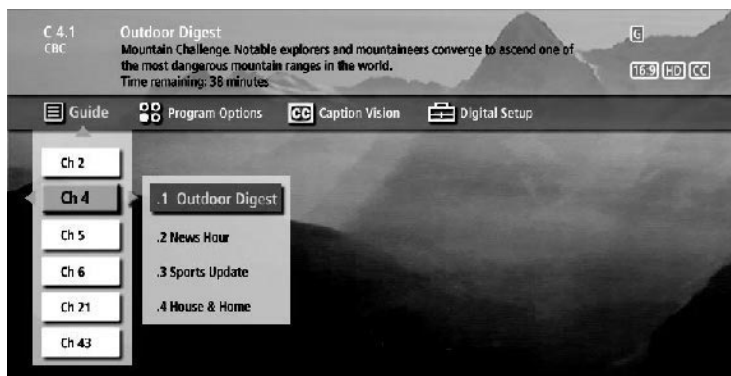 C 4.1 Outdoor Digest G
CBC Mountain Challenge. Notable explorers and mountaineers converge to ascend one of
the most dangerous mountain ranges in the world. 16:9 HD CC
Time remaining: 38 minutes
Guide Program Options CC Caption Vision Digital Setup
Ch 2
Ch 4 .1 Outdoor Digest
Ch 5 .2 News Hour
Ch 6 .3 Sports Update
Ch 21 .4 House & Home
Ch 43